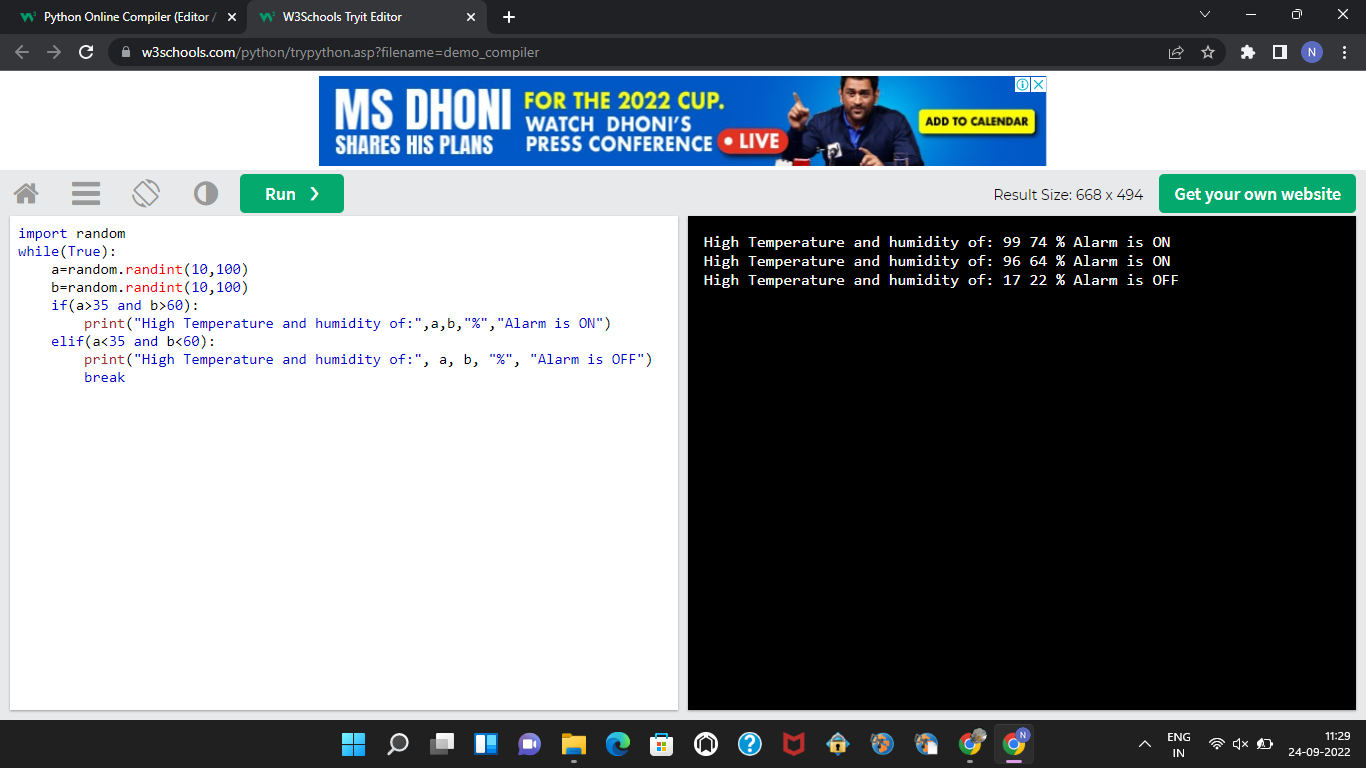 Python Online Compiler (Editor /
W3Schools Tryit Editor
w3schools.com/python/trypython.asp?filename=demo_compiler
N
MS DHONI
SHARES HIS PLANS
FOR THE 2022 CUP.
WATCH DHONI'S
PRESS CONFERENCE
LIVE
ADD TO CALENDAR
Run ❯
Result Size: 668 x 494
Get your own website
import random
while(True):
    a=random.randint(10,100)
    b=random.randint(10,100)
    if(a>35 and b>60):
        print("High Temperature and humidity of:",a,b,"%","Alarm is ON")
    elif(a<35 and b<60):
        print("High Temperature and humidity of:", a, b, "%", "Alarm is OFF")
        break
High Temperature and humidity of: 99 74 % Alarm is ON
High Temperature and humidity of: 96 64 % Alarm is ON
High Temperature and humidity of: 17 22 % Alarm is OFF
N
ENG
IN
11:29
24-09-2022